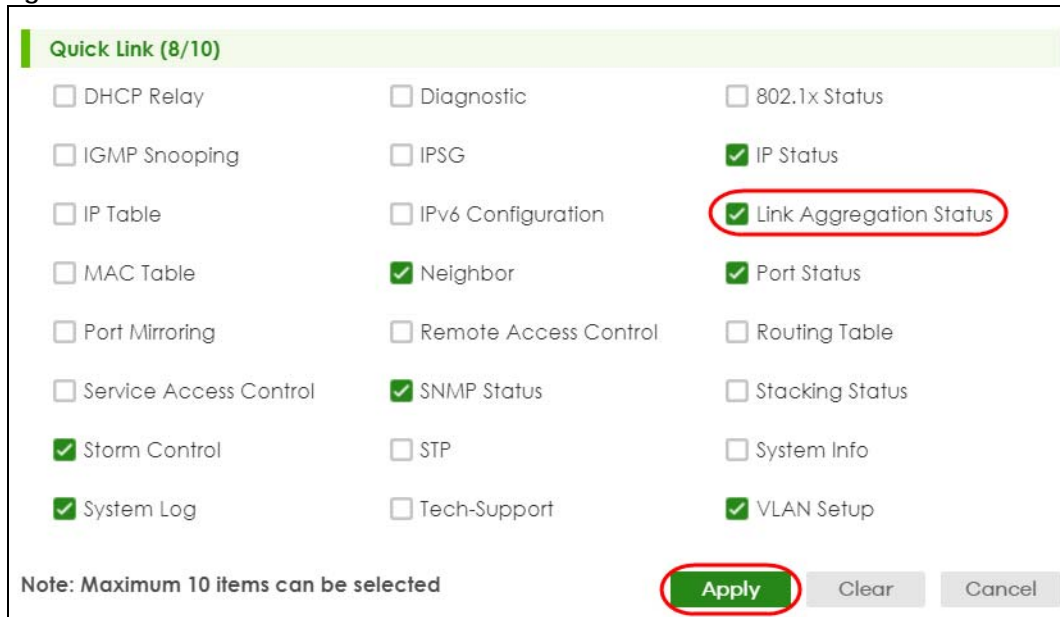 Quick Link (8/10)
DHCP Relay Diagnostic 802.1x Status
IGMP Snooping IPSG IP Status
IP Table IPv6 Configuration Link Aggregation Status
MAC Table Neighbor Port Status
Port Mirroring Remote Access Control Routing Table
Service Access Control SNMP Status Stacking Status
Storm Control STP System Info
System Log Tech-Support VLAN Setup
Note: Maximum 10 items can be selected Apply Clear Cancel